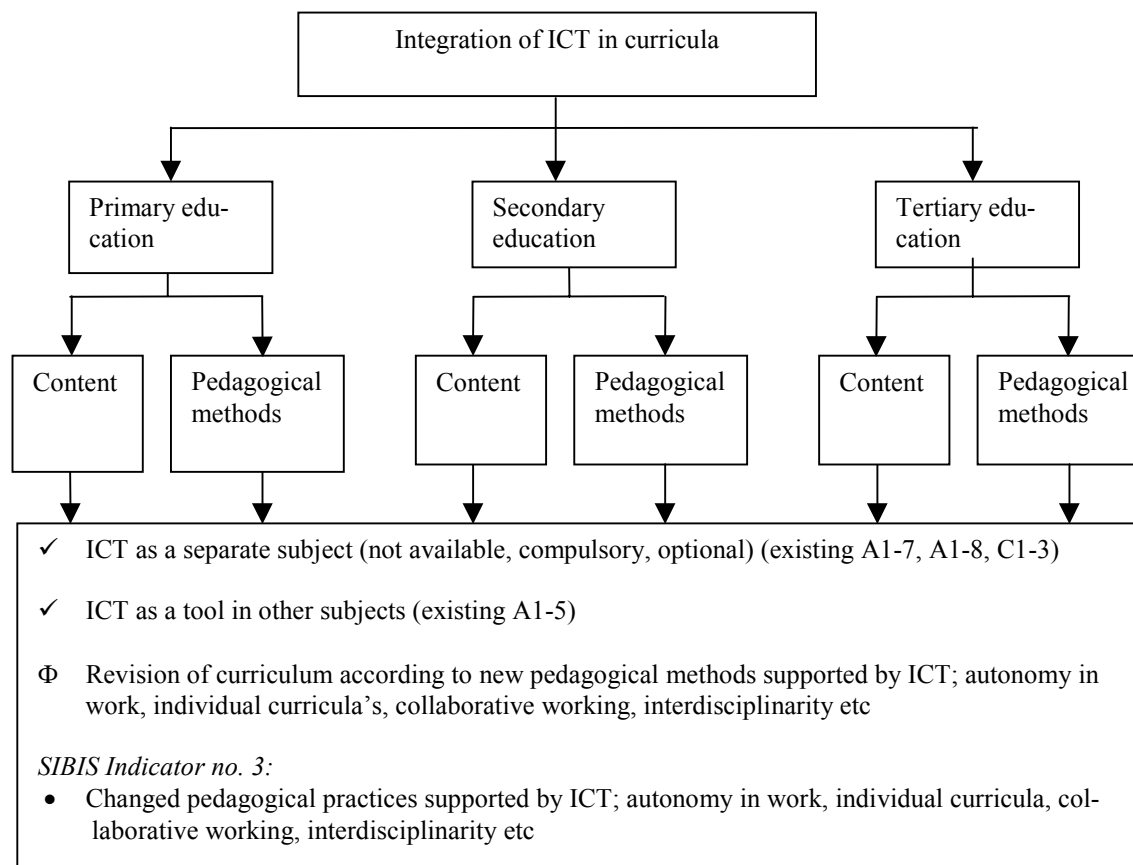 Integration of ICT in curricula
Primary edu-
cation
Secondary
education
Tertiary edu-
cation
Content
Pedagogical
methods
Content
Pedagogical
methods
Content
Pedagogical
methods
✓ ICT as a separate subject (not available, compulsory, optional) (existing A1-7, A1-8, C1-3)
✓ ICT as a tool in other subjects (existing A1-5)
Φ Revision of curriculum according to new pedagogical methods supported by ICT; autonomy in
work, individual curricula’s, collaborative working, interdisciplinarity etc
SIBIS Indicator no. 3:
• Changed pedagogical practices supported by ICT; autonomy in work, individual curricula, col-
laborative working, interdisciplinarity etc